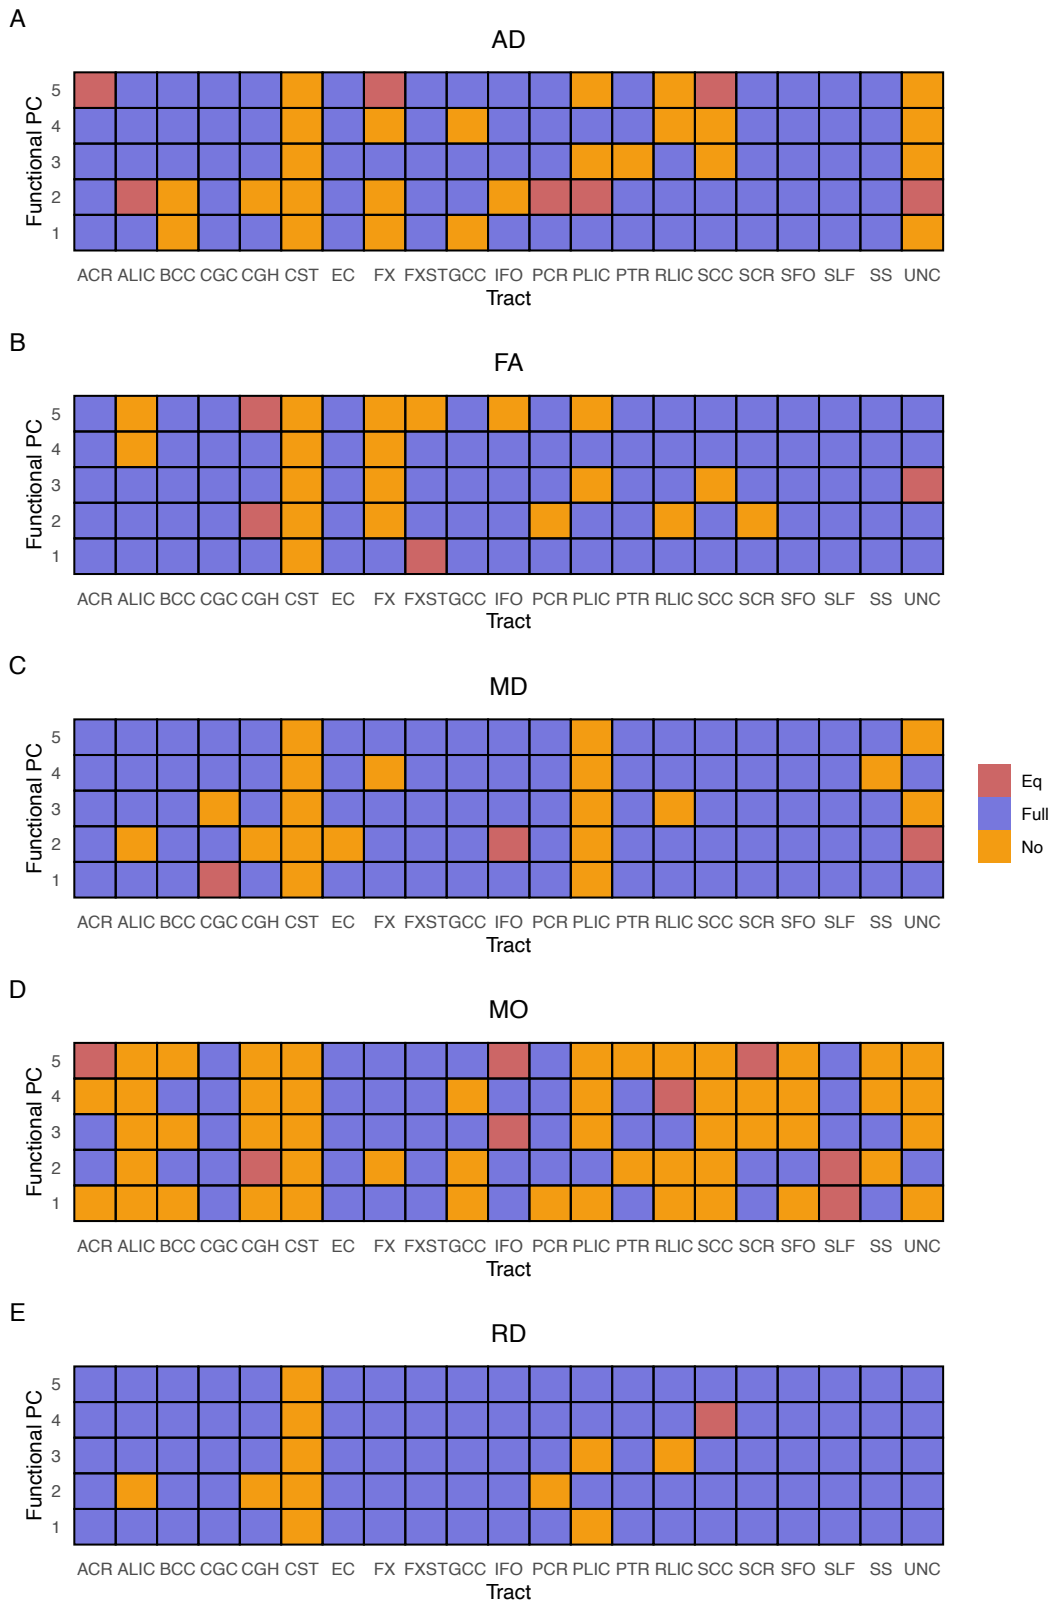 A
AD
Functional PC
5
4
3
2
1
ACR ALIC BCC CGC CGH CST EC FX FXST GCC IFO PCR PLIC PTR RLIC SCC SCR SFO SLF SS UNC
Tract
B
FA
Functional PC
5
4
3
2
1
ACR ALIC BCC CGC CGH CST EC FX FXST GCC IFO PCR PLIC PTR RLIC SCC SCR SFO SLF SS UNC
Tract
C
MD
Functional PC
5
4
3
2
1
ACR ALIC BCC CGC CGH CST EC FX FXST GCC IFO PCR PLIC PTR RLIC SCC SCR SFO SLF SS UNC
Tract
Eq
Full
No
D
MO
Functional PC
5
4
3
2
1
ACR ALIC BCC CGC CGH CST EC FX FXST GCC IFO PCR PLIC PTR RLIC SCC SCR SFO SLF SS UNC
Tract
E
RD
Functional PC
5
4
3
2
1
ACR ALIC BCC CGC CGH CST EC FX FXST GCC IFO PCR PLIC PTR RLIC SCC SCR SFO SLF SS UNC
Tract